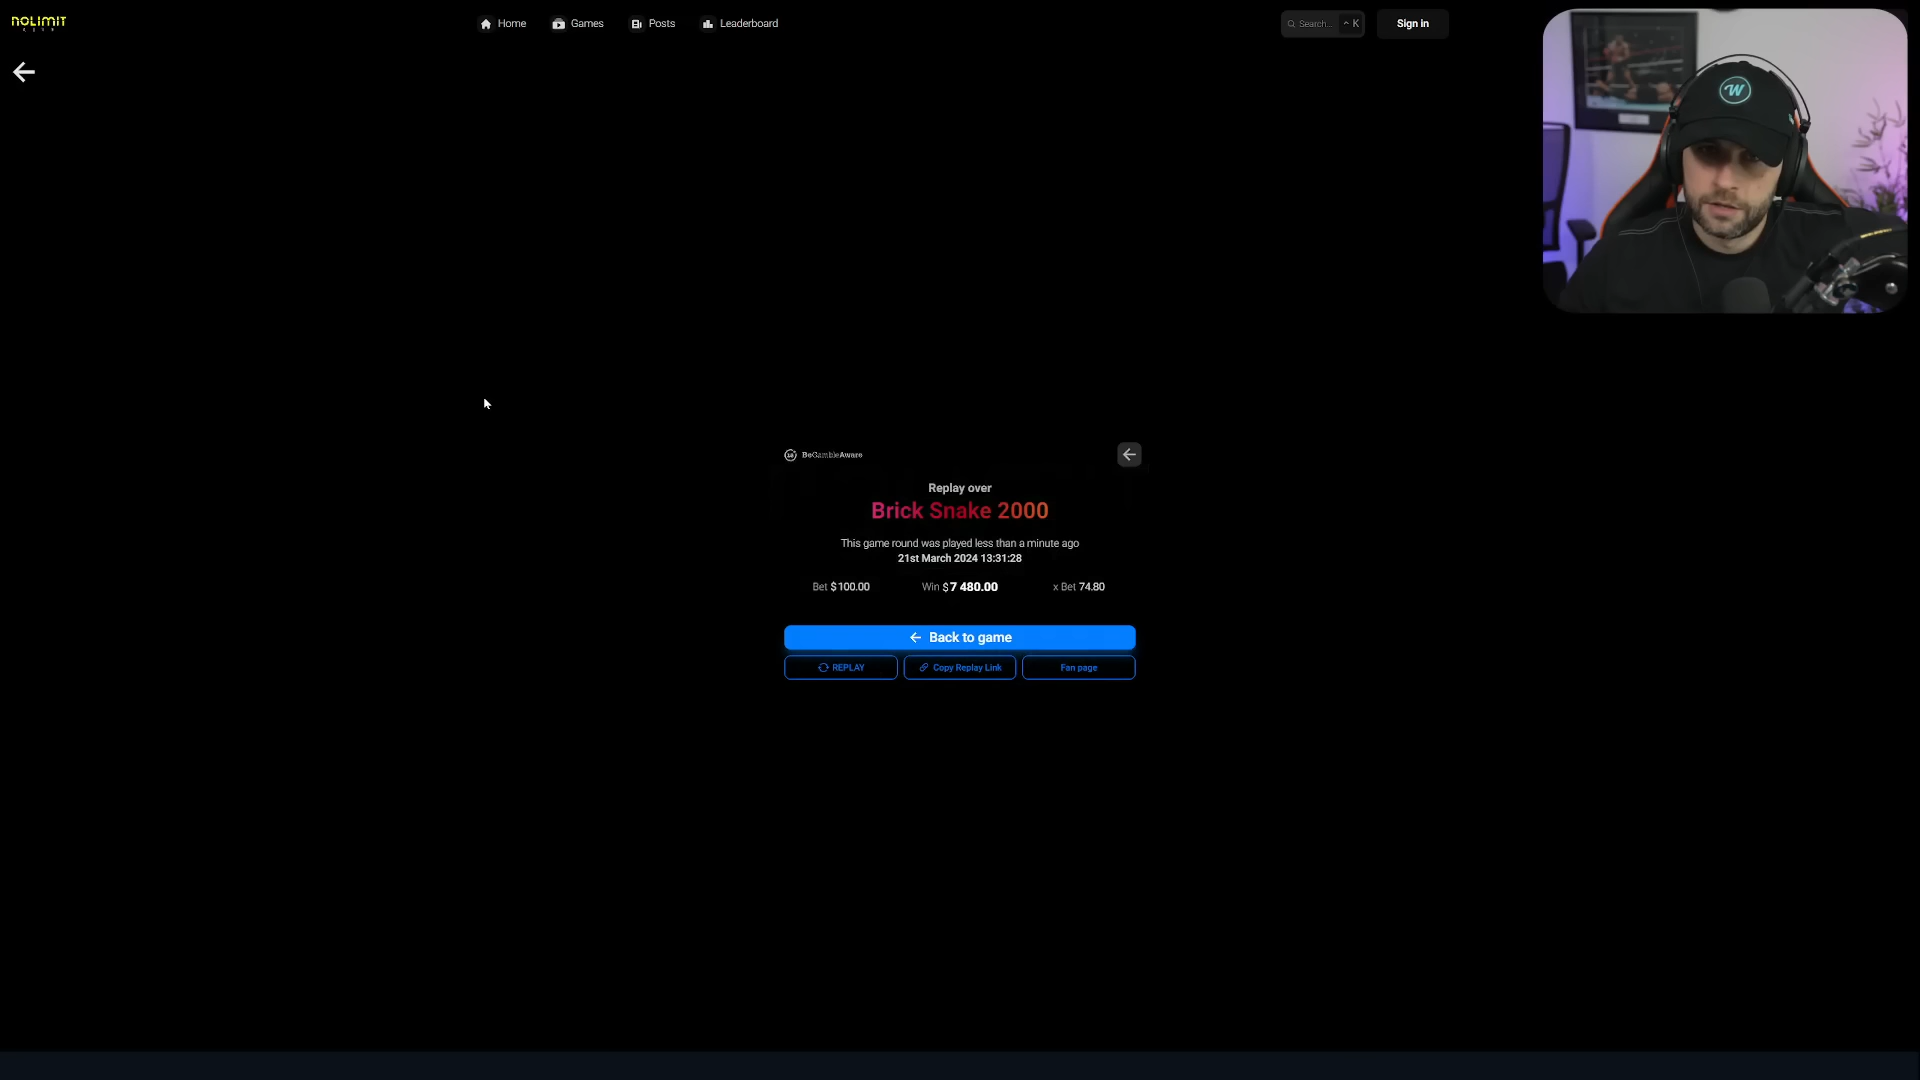 NOLIMIT
CITY
Home
Games
Posts
Leaderboard
Search...
^ K
Sign in
W
BeGambleAware
Replay over
Brick Snake 2000
This game round was played less than a minute ago
21st March 2024 13:31:28
Bet $100.00
Win $7 480.00
x Bet 74.80
Back to game
REPLAY
Copy Replay Link
Fan page